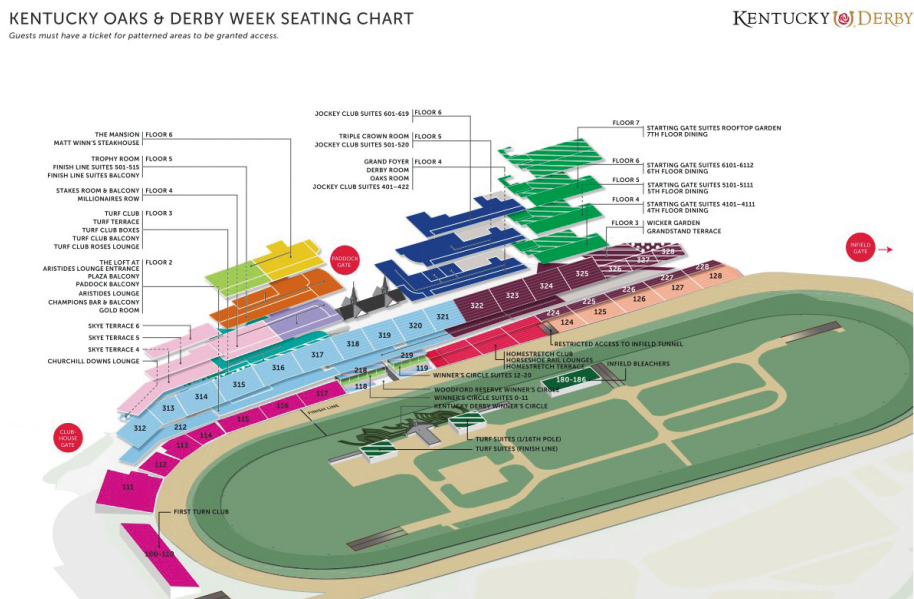 KENTUCKY OAKS & DERBY WEEK SEATING CHART
Guests must have a ticket for patterned areas to be granted access.
KENTUCKY DERBY
JOCKEY CLUB SUITES 601-619 FLOOR 6
TRIPLE CROWN ROOM FLOOR 5
JOCKEY CLUB SUITES 501-520
GRAND FOYER FLOOR 4
DERBY ROOM
OAKS ROOM
JOCKEY CLUB SUITES 401-422
THE MANSION FLOOR 6
MATT WINN'S STEAKHOUSE
TROPHY ROOM FLOOR 5
FINISH LINE SUITES 501-515
FINISH LINE SUITES BALCONY
STAKES ROOM & BALCONY FLOOR 4
MILLIONAIRES ROW
TURF CLUB FLOOR 3
TURF TERRACE
TURF CLUB BOXES
TURF CLUB BALCONY
TURF CLUB ROSES LOUNGE
THE LOFT AT FLOOR 2
ARISTIDES LOUNGE ENTRANCE
PLAZA BALCONY
PADDOCK BALCONY
ARISTIDES LOUNGE
CHAMPIONS BAR & BALCONY
GOLD ROOM
SKYE TERRACE 6
SKYE TERRACE 5
SKYE TERRACE 4
CHURCHILL DOWNS LOUNGE
FLOOR 7
STARTING GATE SUITES ROOFTOP GARDEN
7TH FLOOR DINING
FLOOR 6
STARTING GATE SUITES 6101-6112
6TH FLOOR DINING
FLOOR 5
STARTING GATE SUITES 5101-5111
5TH FLOOR DINING
FLOOR 4
STARTING GATE SUITES 4101-4111
4TH FLOOR DINING
FLOOR 3 WICKER GARDEN
GRANDSTAND TERRACE
INFIELD
GATE
PADDOCK
GATE
CLUB-
HOUSE
GATE
312
313
314
315
316
317
318
319
320
321
322
323
324
325
326
327
328
212
218
219
224
225
226
227
228
111
112
113
114
115
116
117
118
119
124
125
126
127
128
RESTRICTED ACCESS TO INFIELD TUNNEL
HOMESTRETCH CLUB
HORSESHOE RAIL LOUNGES
HOMESTRETCH TERRACE
INFIELD BLEACHERS
180-186
WINNER'S CIRCLE SUITES 12-20
WOODFORD RESERVE WINNER'S CIRCLE
WINNER'S CIRCLE SUITES 0-11
KENTUCKY DERBY WINNER'S CIRCLE
FINISH LINE
TURF SUITES (1/16TH POLE)
TURF SUITES (FINISH LINE)
FIRST TURN CLUB